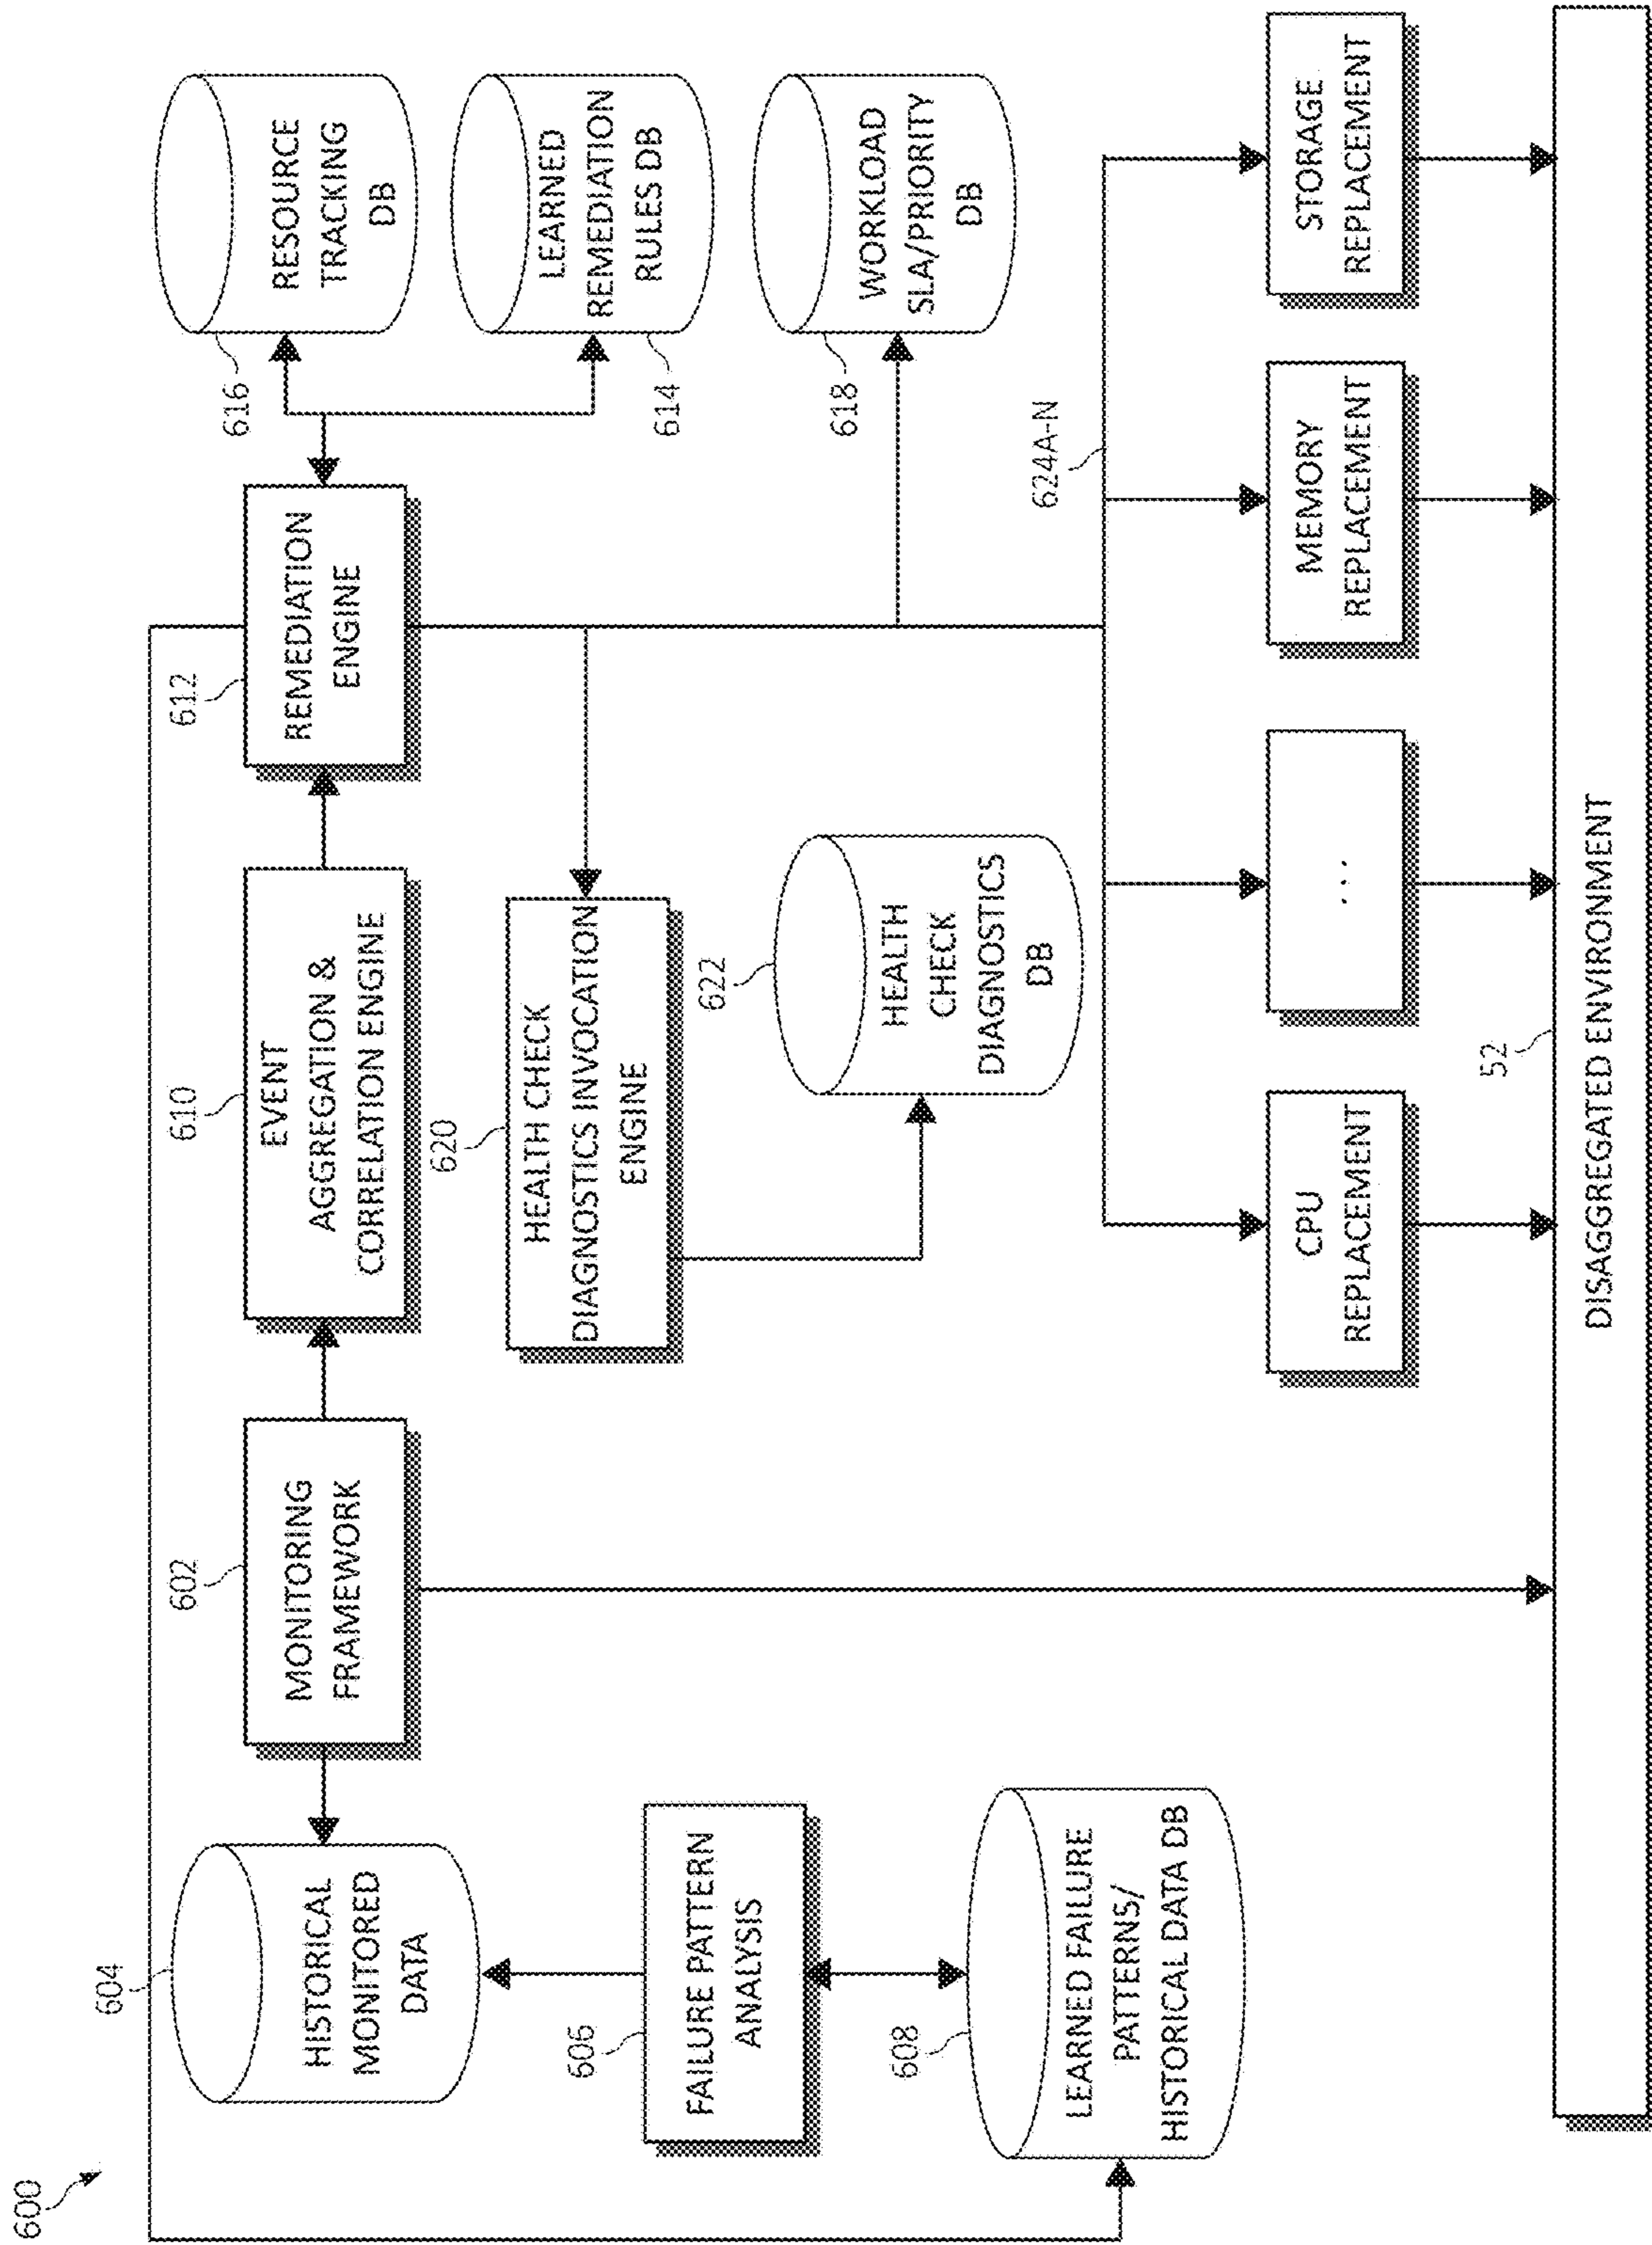 600
604
HISTORICAL
MONITORED
DATA
602
MONITORING
FRAMEWORK
610
EVENT
AGGREGATION &
CORRELATION ENGINE
612
REMEDIATION
ENGINE
616
RESOURCE
TRACKING
DB
614
LEARNED
REMEDIATION
RULES DB
606
FAILURE PATTERN
ANALYSIS
620
HEALTH CHECK
DIAGNOSTICS INVOCATION
ENGINE
618
WORKLOAD
SLA/PRIORITY
DB
608
LEARNED FAILURE
PATTERNS/
HISTORICAL DATA DB
622
HEALTH
CHECK
DIAGNOSTICS
DB
624A-N
CPU
REPLACEMENT
...
MEMORY
REPLACEMENT
STORAGE
REPLACEMENT
52
DISAGGREGATED ENVIRONMENT